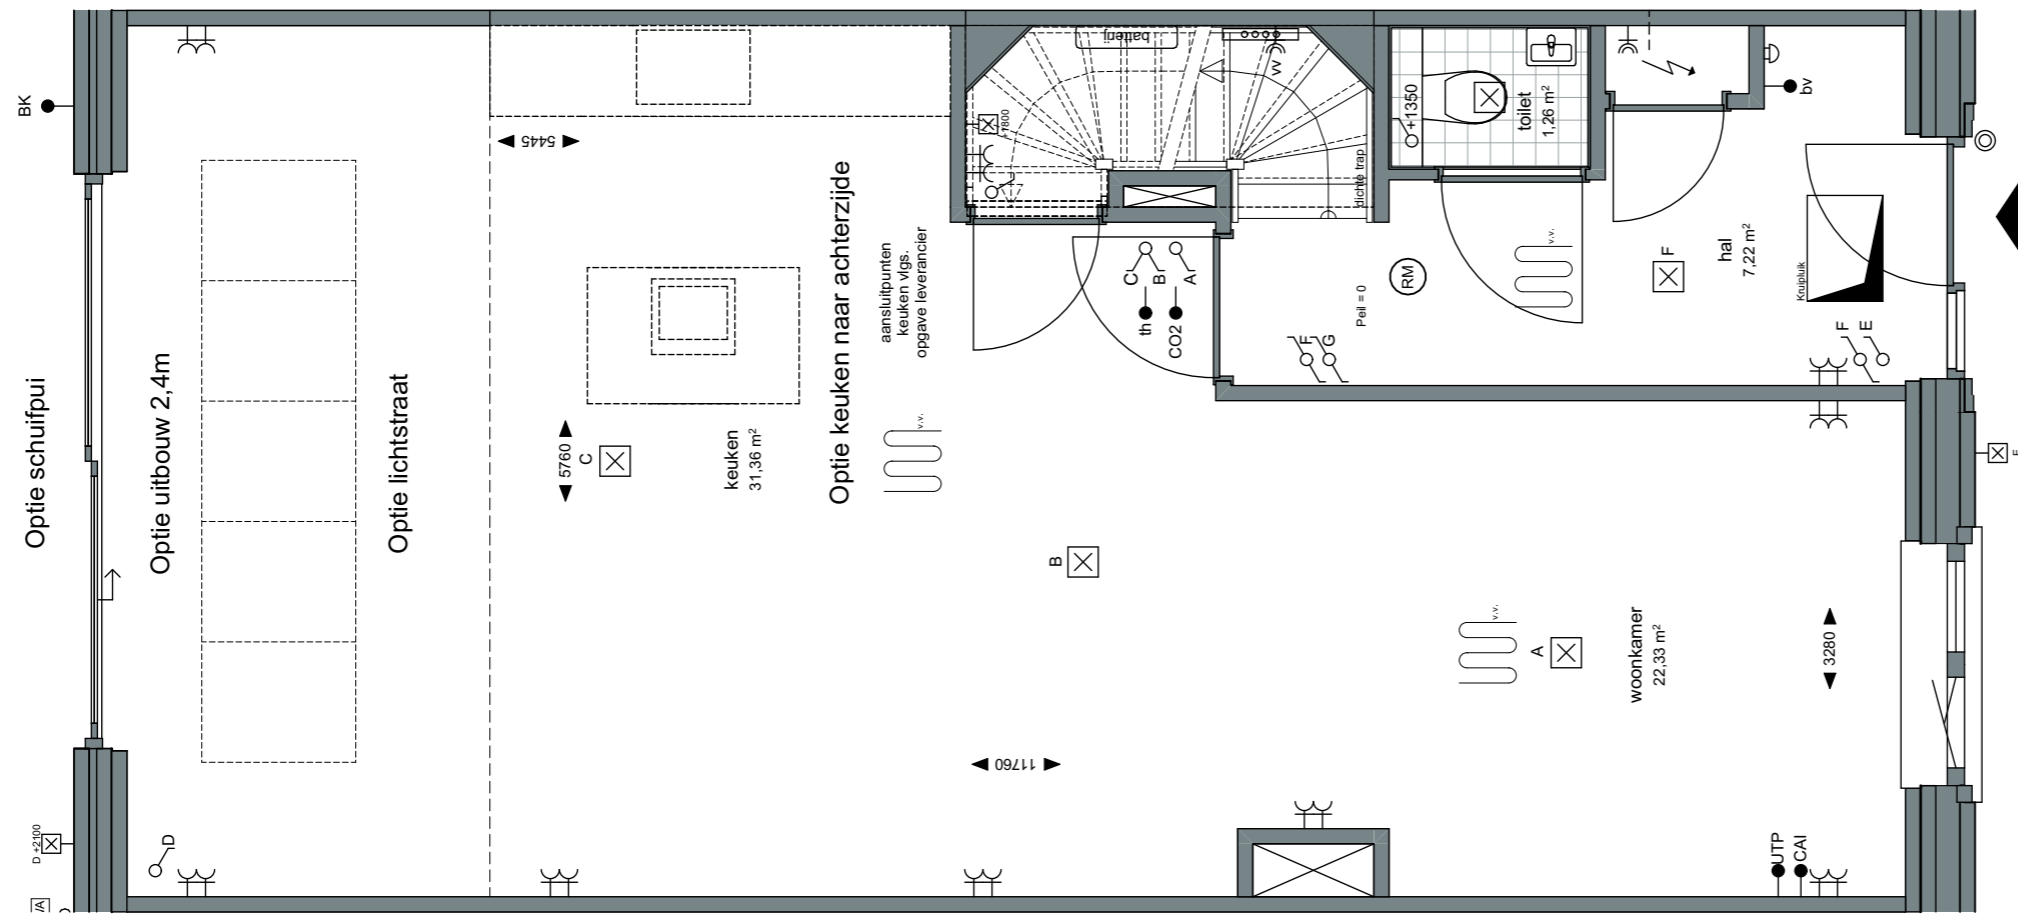 BK
Optie schuifpui
D +2100
D
Optie uitbouw 2,4m
Optie lichtstraat
5445
5760
C
keuken
31,36 m²
Optie keuken naar achterzijde
aansluitpunten
keuken vlgs.
opgave leverancier
v.v.
11760
B
batterij
vv
+1800
dichte trap
C
B
A
th
CO2
F
G
Peil = 0
RM
+1350
toilet
1,26 m²
v.v.
bv
F
hal
7,22 m²
Kruipluik
F
E
v.v.
A
woonkamer
22,33 m²
3280
UTP
CAI